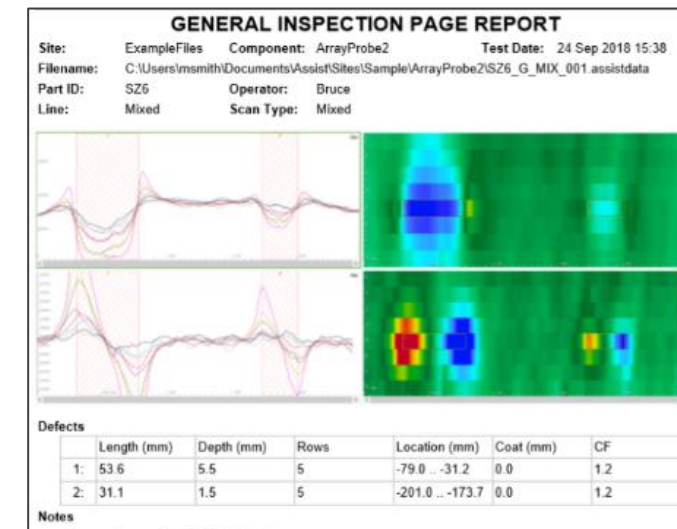 GENERAL INSPECTION PAGE REPORT
Site: ExampleFiles Component: ArrayProbe2 Test Date: 24 Sep 2018 15:38
Filename: C:\Users\msmith\Documents\Assist\Sites\Sample\ArrayProbe2\SZ6_G_MIX_001.assistdata
Part ID: SZ6 Operator: Bruce
Line: Mixed Scan Type: Mixed
Defects
Length (mm) Depth (mm) Rows Location (mm) Coat (mm) CF
1: 53.6 5.5 5 -79.0 .. -31.2 0.0 1.2
2: 31.1 1.5 5 -201.0 .. -173.7 0.0 1.2
Notes